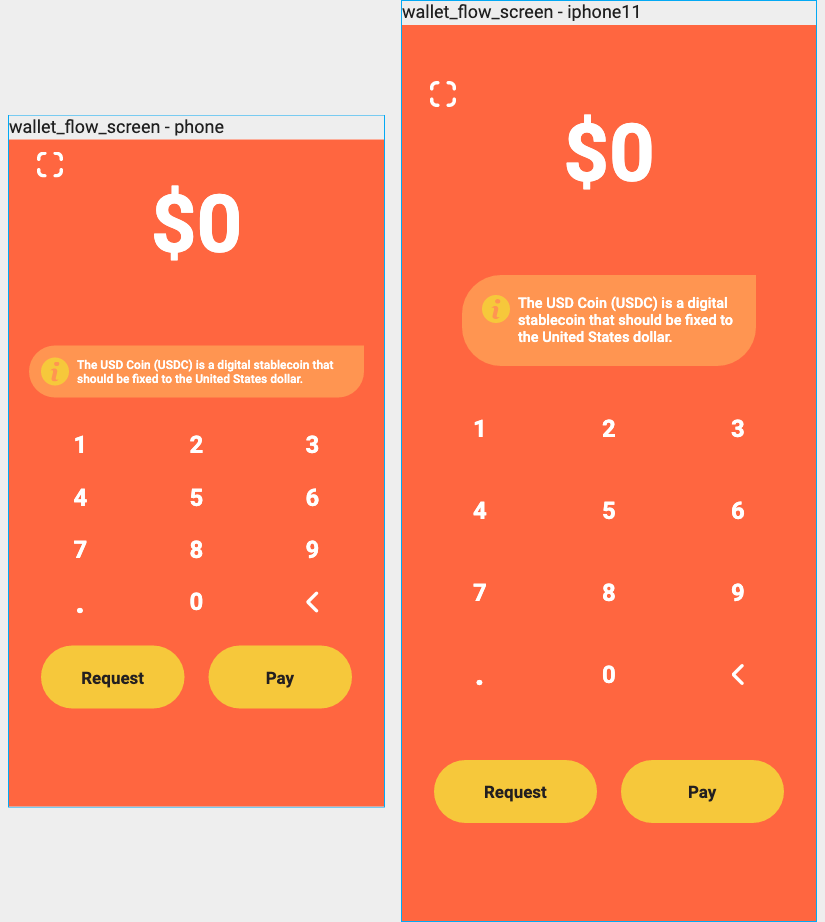 wallet_flow_screen - phone
$0
The USD Coin (USDC) is a digital stablecoin that
should be fixed to the United States dollar.
1 2 3
4 5 6
7 8 9
. 0 <
Request Pay
wallet_flow_screen - iphone11
$0
The USD Coin (USDC) is a digital
stablecoin that should be fixed to
the United States dollar.
1 2 3
4 5 6
7 8 9
. 0 <
Request Pay